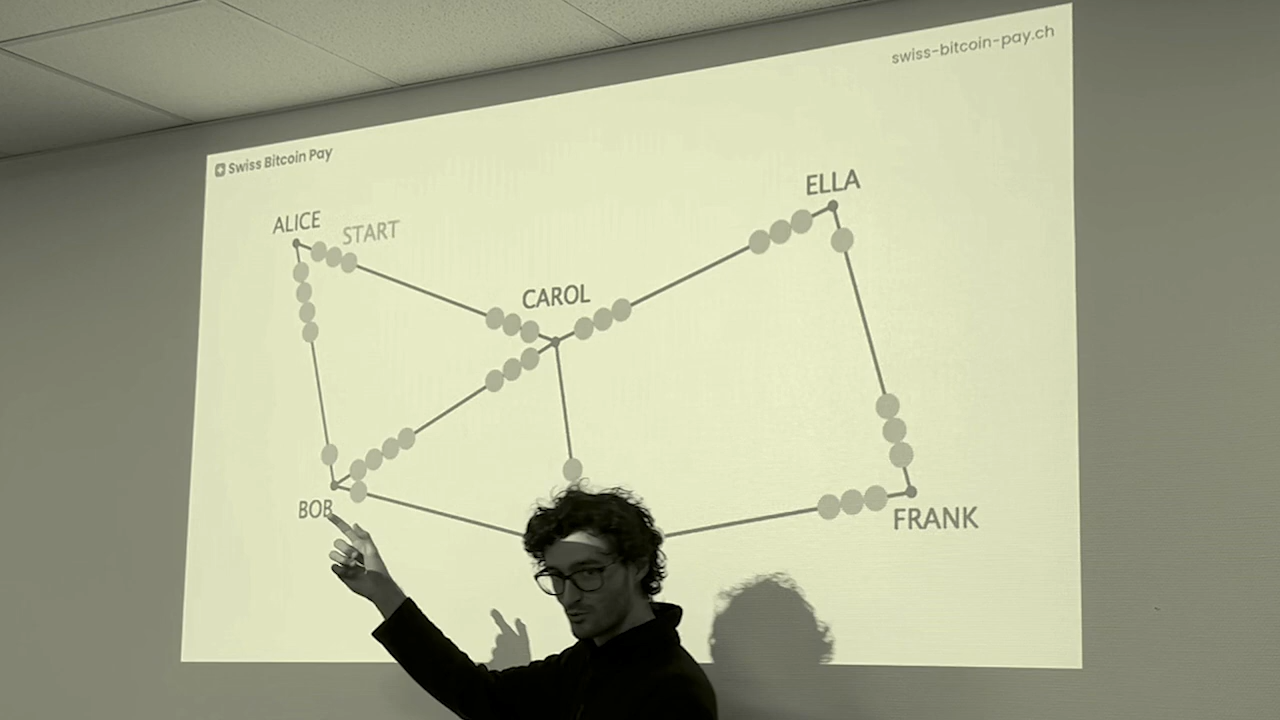 swiss-bitcoin-pay.ch
Swiss Bitcoin Pay
ELLA
ALICE
START
CAROL
BOB
FRANK